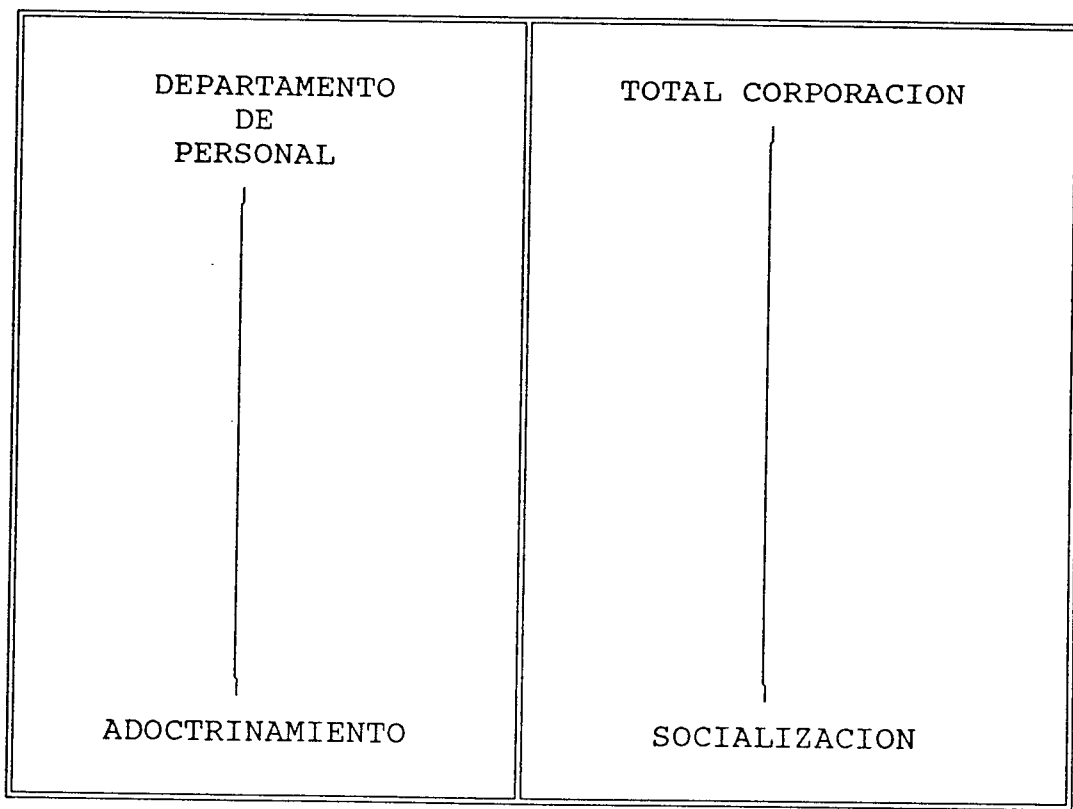 DEPARTAMENTO
DE
PERSONAL
ADOCTRINAMIENTO
TOTAL CORPORACION
SOCIALIZACION